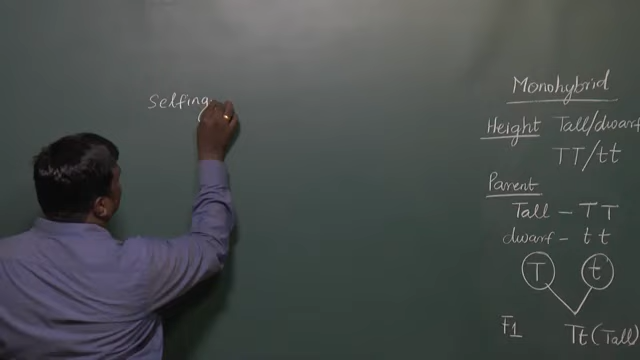 Selfing
Monohybrid
Height Tall/dwarf
TT/tt
Parent
Tall - TT
dwarf - tt
T t
F1 Tt (Tall)